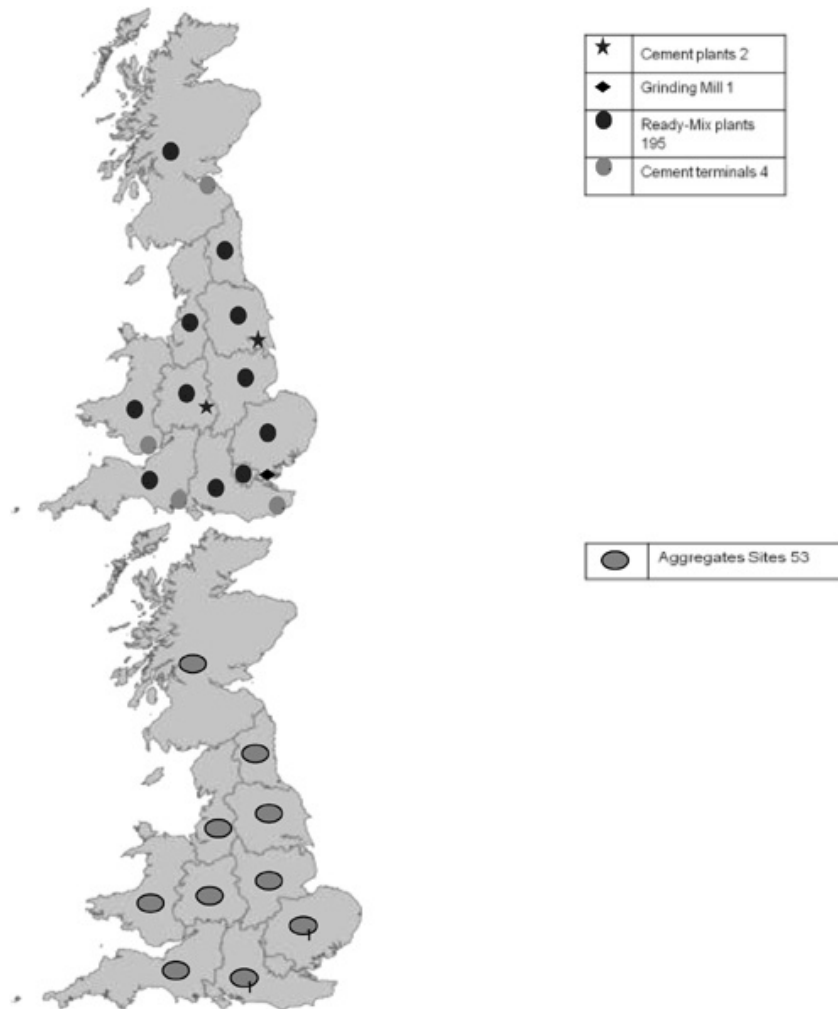 Cement plants 2
Grinding Mill 1
Ready-Mix plants
195
Cement terminals 4
Aggregates Sites 53